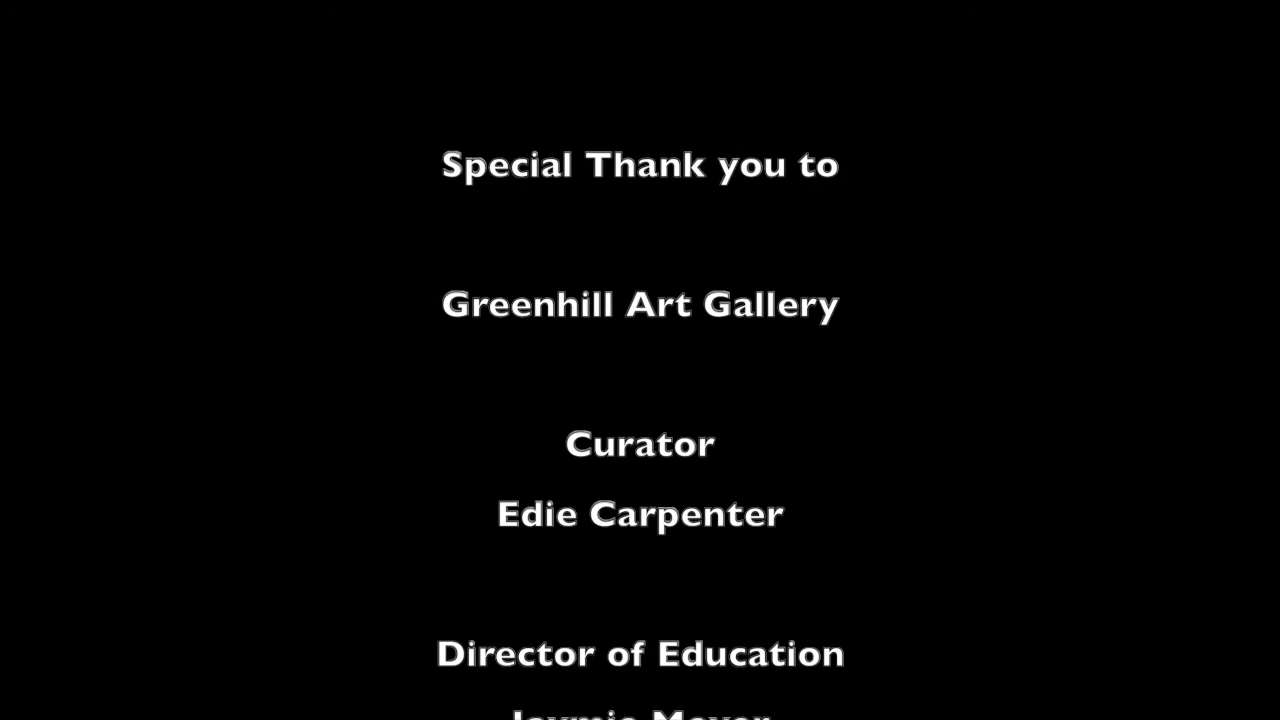 Special Thank you to
Greenhill Art Gallery
Curator
Edie Carpenter
Director of Education